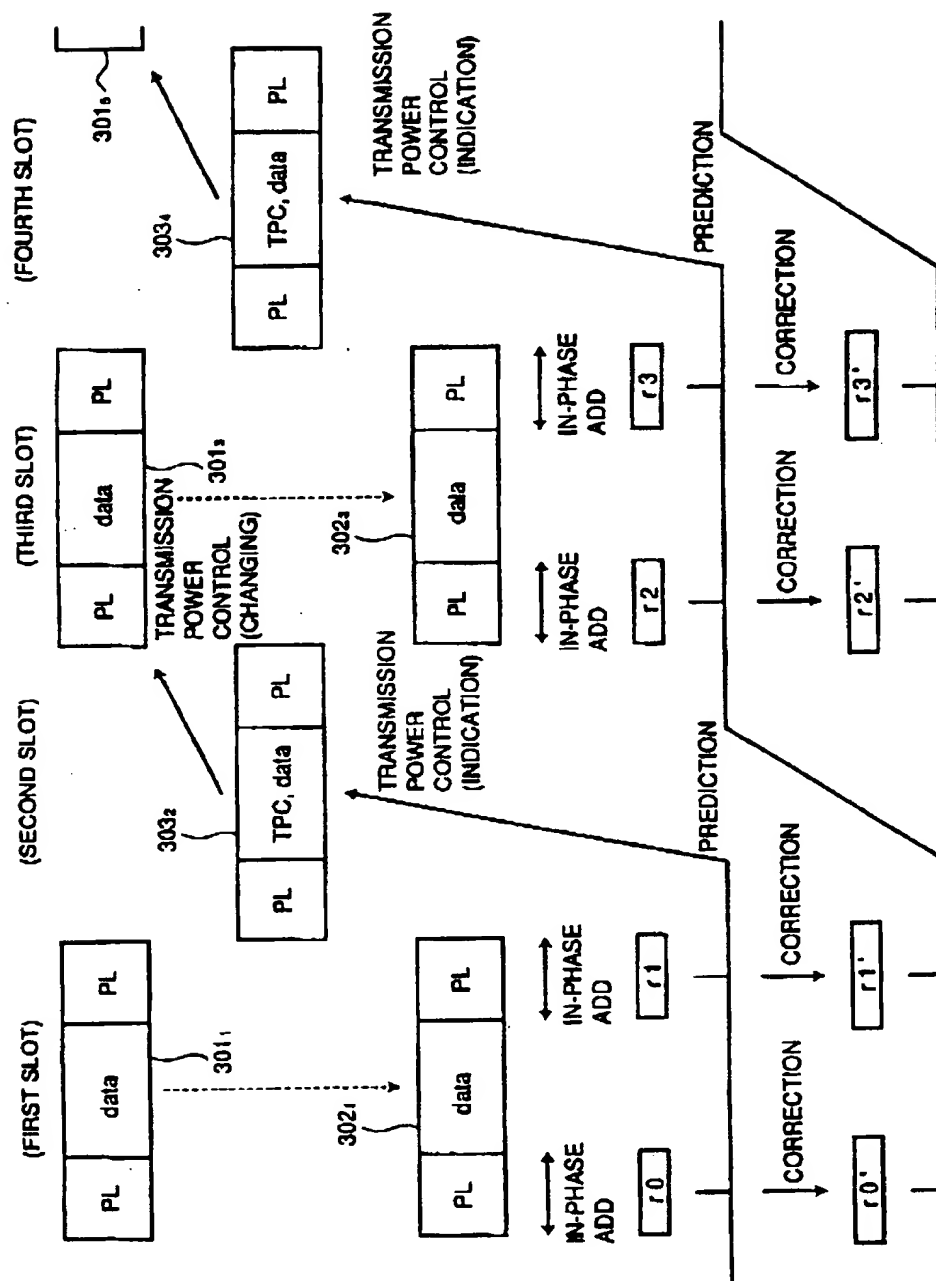 (FIRST SLOT)
(SECOND SLOT)
(THIRD SLOT)
(FOURTH SLOT)
PL
data
PL
301₁
PL
data
PL
301₃
301₅
TRANSMISSION
POWER
CONTROL
(CHANGING)
303₂
PL
TPC, data
PL
303₄
PL
TPC, data
PL
302₁
PL
data
PL
TRANSMISSION
POWER
CONTROL
(INDICATION)
302₃
PL
data
PL
TRANSMISSION
POWER
CONTROL
(INDICATION)
IN-PHASE
ADD
IN-PHASE
ADD
IN-PHASE
ADD
IN-PHASE
ADD
r0
r1
r2
r3
PREDICTION
PREDICTION
CORRECTION
CORRECTION
CORRECTION
CORRECTION
r0'
r1'
r2'
r3'